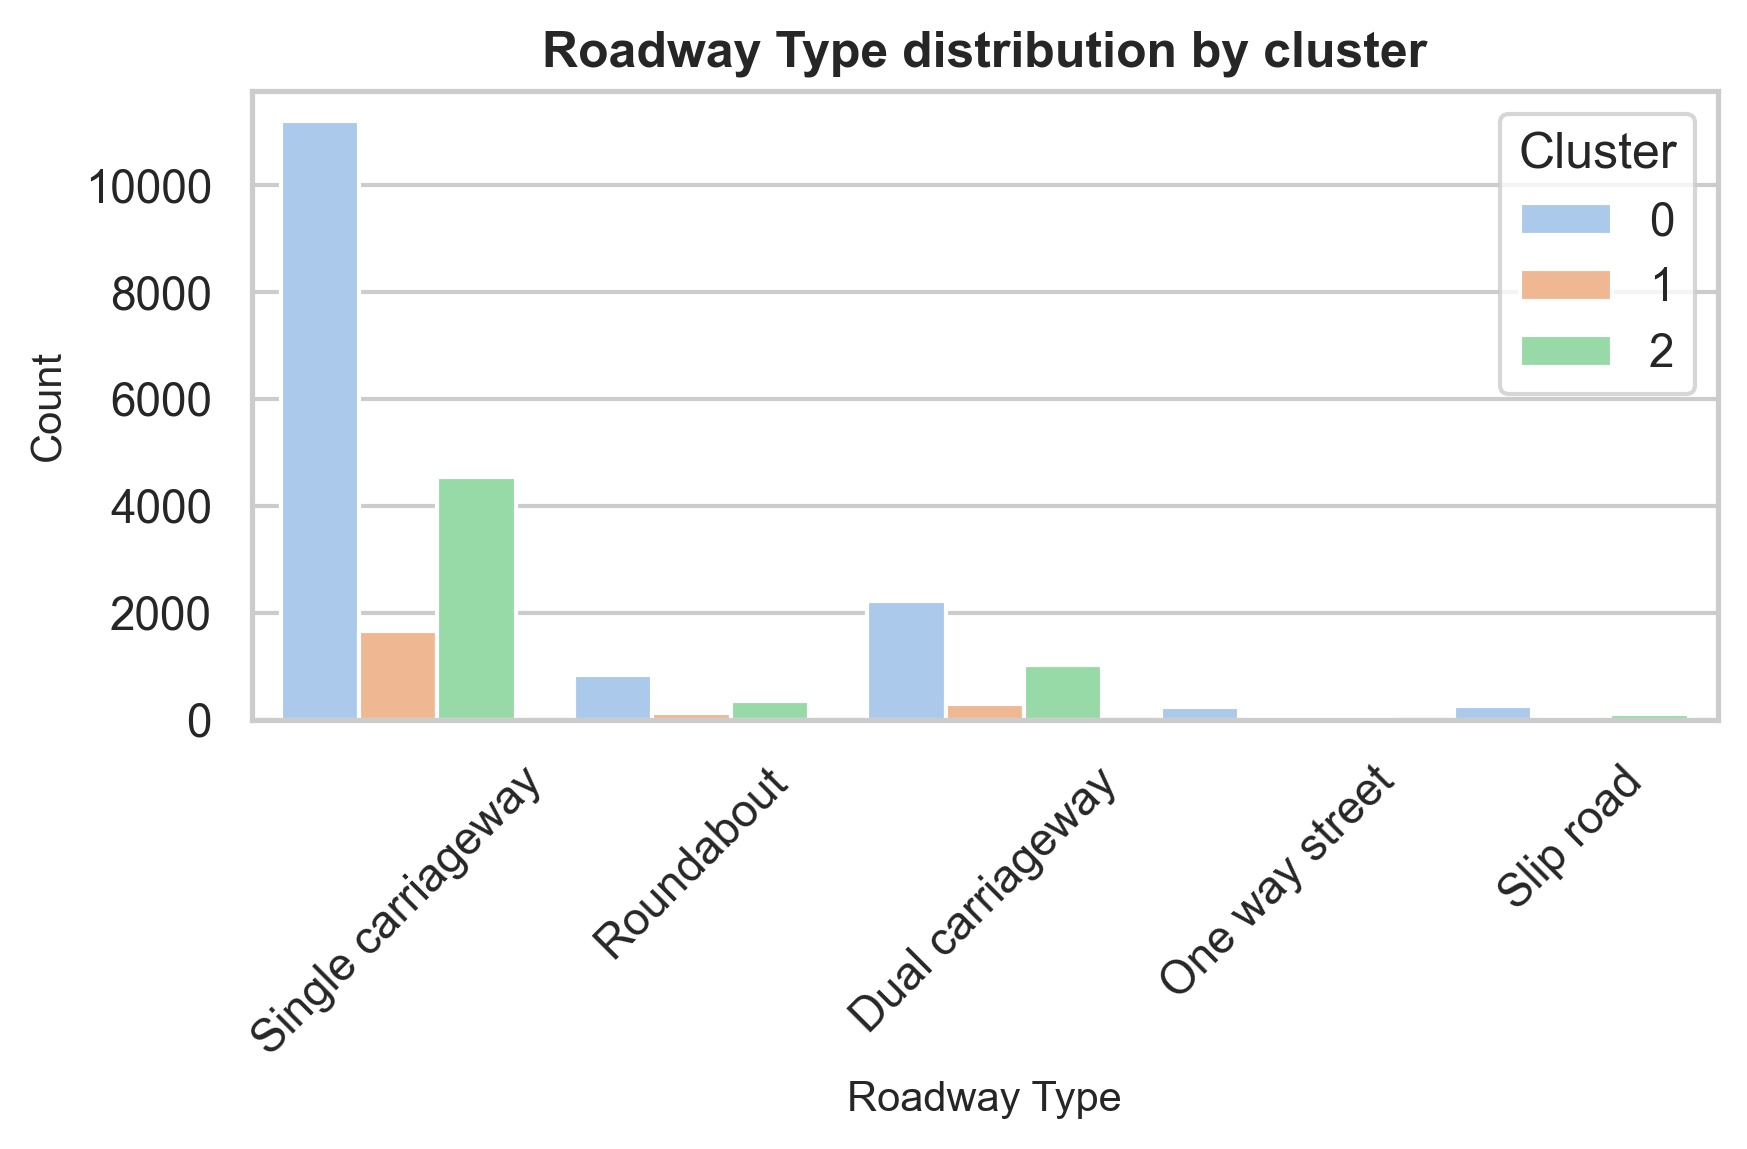 Roadway Type distribution by cluster
Cluster
0
1
2
Count
10000
8000
6000
4000
2000
0
Single carriageway
Roundabout
Dual carriageway
One way street
Slip road
Roadway Type